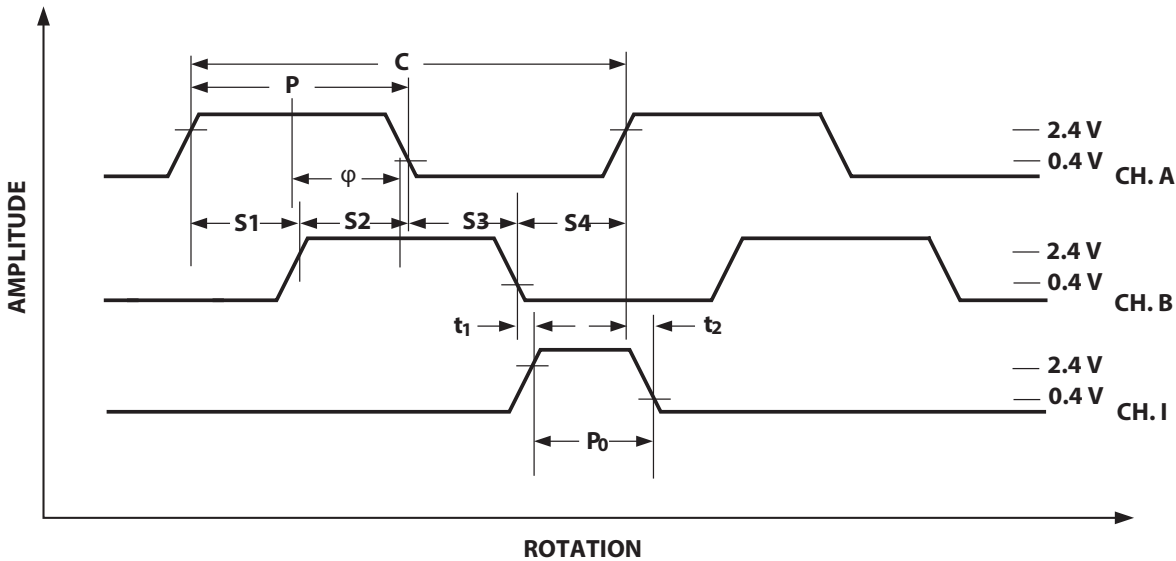 AMPLITUDE
C
P
φ
S1
S2
S3
S4
2.4 V
0.4 V
CH. A
2.4 V
0.4 V
CH. B
t₁
t₂
2.4 V
0.4 V
CH. I
P₀
ROTATION